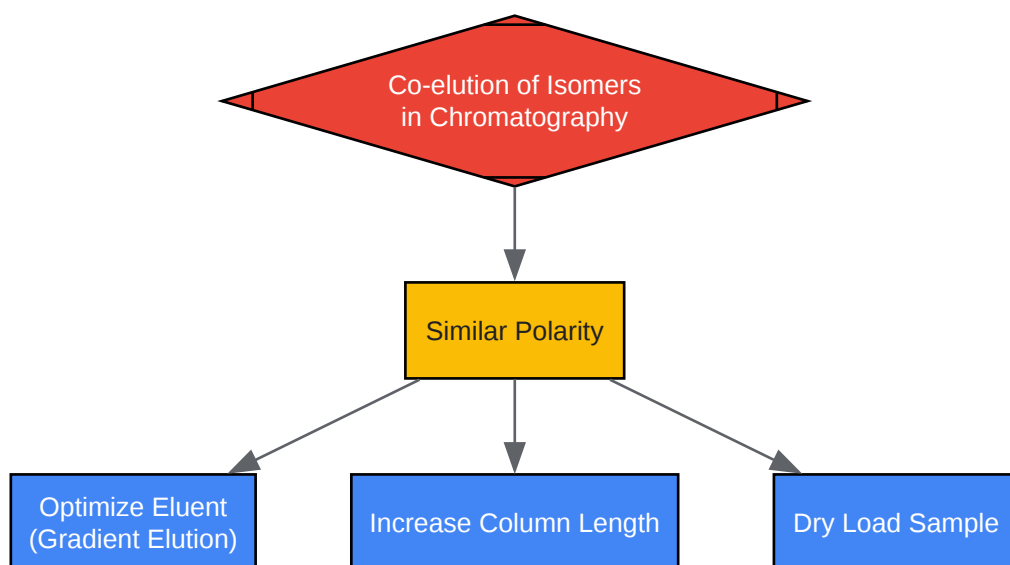 Co-elution of Isomers
in Chromatography
Similar Polarity
Optimize Eluent
(Gradient Elution)
Increase Column Length
Dry Load Sample